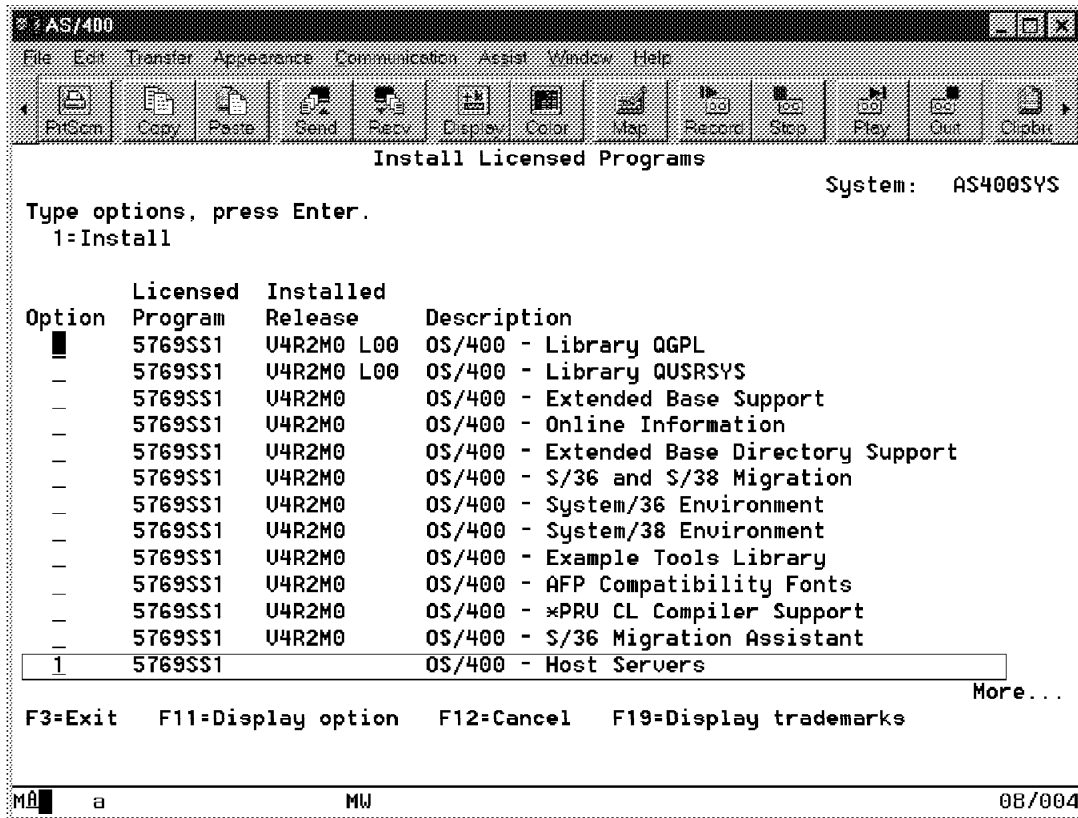 AS/400
File Edit Transfer Appearance Communication Assist Window Help
PrtScrn Copy Paste Send Recv Display Color Map Record Stop Play Quit Clipbrd
Install Licensed Programs
System: AS400SYS
Type options, press Enter.
1=Install
Licensed Installed
Option Program Release Description
5769SS1 V4R2M0 L00 OS/400 - Library QGPL
_ 5769SS1 V4R2M0 L00 OS/400 - Library QUSRSYS
_ 5769SS1 V4R2M0 OS/400 - Extended Base Support
_ 5769SS1 V4R2M0 OS/400 - Online Information
_ 5769SS1 V4R2M0 OS/400 - Extended Base Directory Support
_ 5769SS1 V4R2M0 OS/400 - S/36 and S/38 Migration
_ 5769SS1 V4R2M0 OS/400 - System/36 Environment
_ 5769SS1 V4R2M0 OS/400 - System/38 Environment
_ 5769SS1 V4R2M0 OS/400 - Example Tools Library
_ 5769SS1 V4R2M0 OS/400 - AFP Compatibility Fonts
_ 5769SS1 V4R2M0 OS/400 - *PRV CL Compiler Support
_ 5769SS1 V4R2M0 OS/400 - S/36 Migration Assistant
1 5769SS1 OS/400 - Host Servers
More...
F3=Exit F11=Display option F12=Cancel F19=Display trademarks
MA a MW 08/004